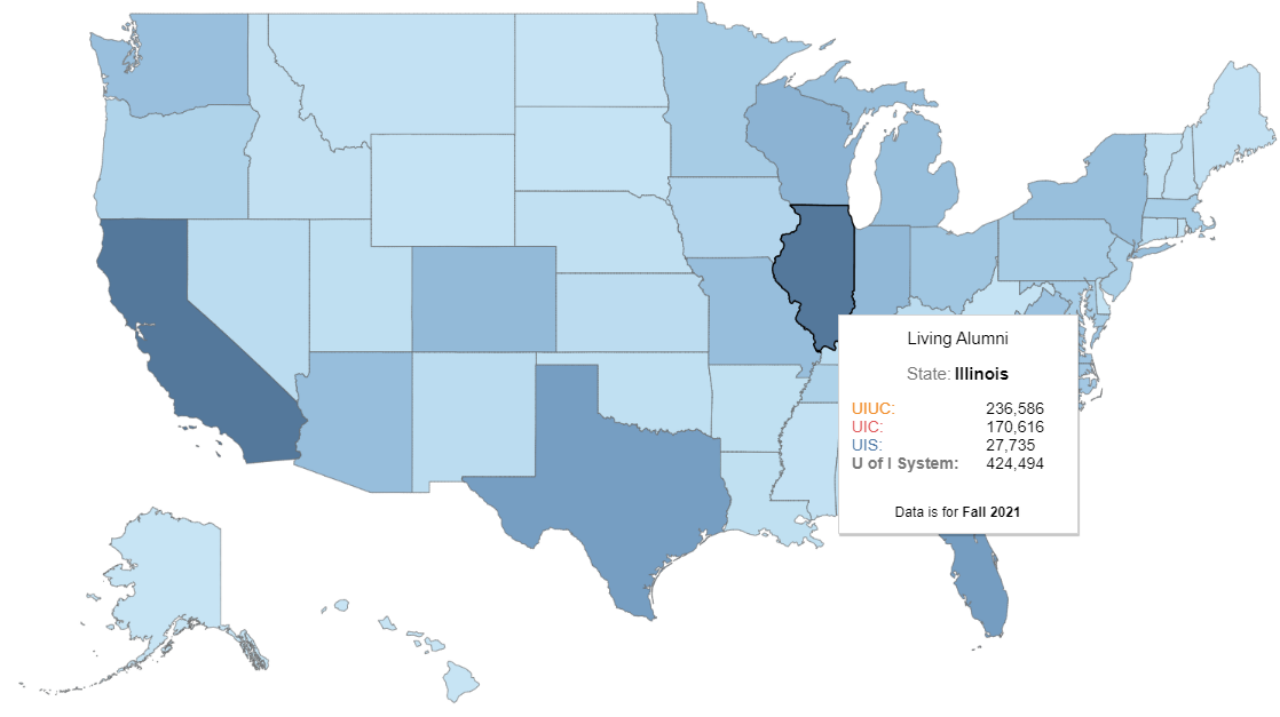 Living Alumni
State: Illinois
UIUC: 236,586
UIC: 170,616
UIS: 27,735
U of I System: 424,494
Data is for Fall 2021